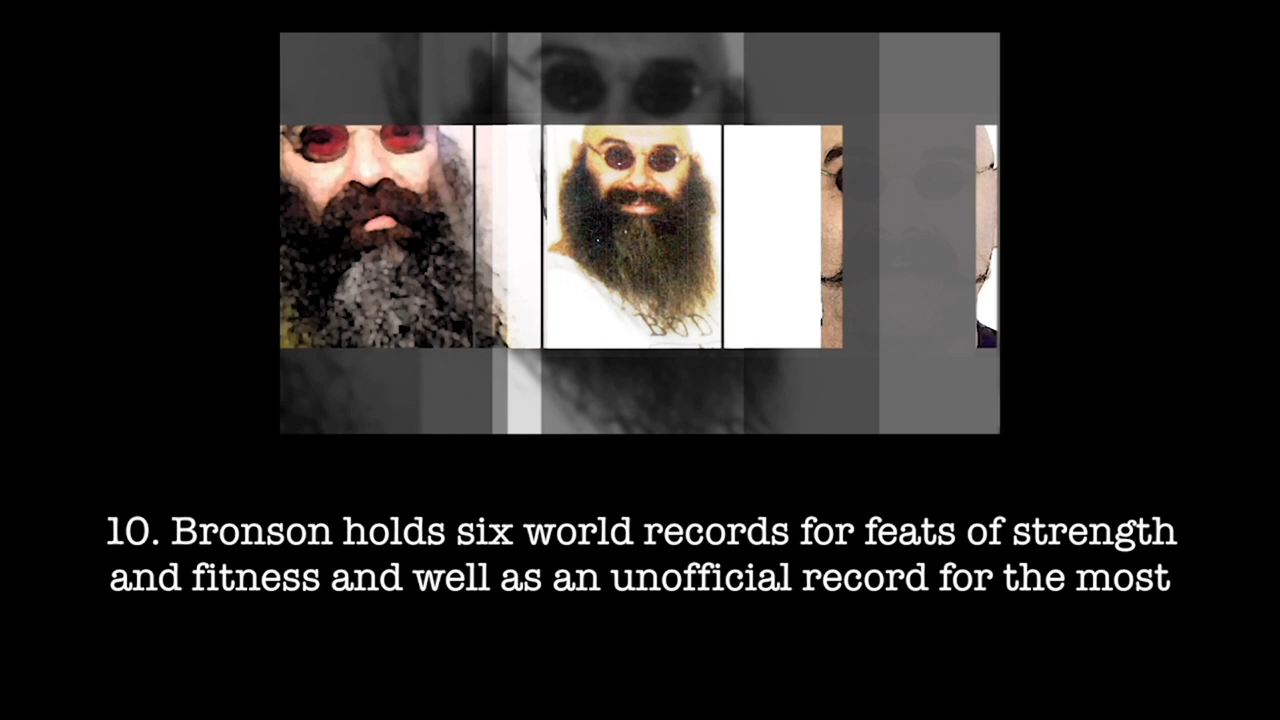 10. Bronson holds six world records for feats of strength
and fitness and well as an unofficial record for the most